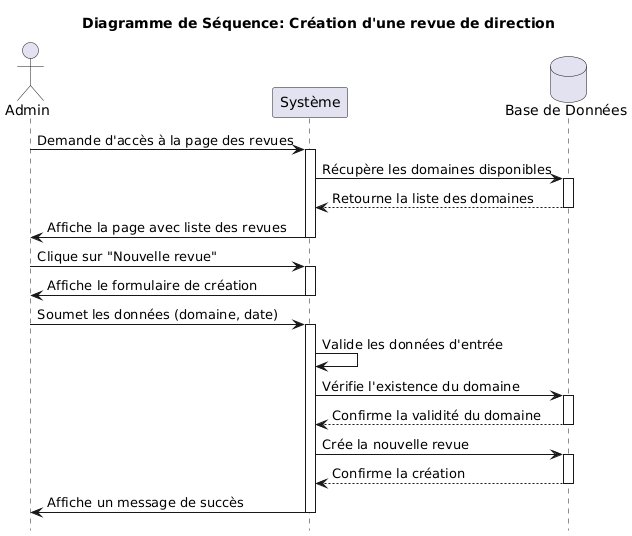 Diagramme de Séquence: Création d'une revue de direction
Admin
Système
Base de Données
Demande d'accès à la page des revues
Récupère les domaines disponibles
Retourne la liste des domaines
Affiche la page avec liste des revues
Clique sur "Nouvelle revue"
Affiche le formulaire de création
Soumet les données (domaine, date)
Valide les données d'entrée
Vérifie l'existence du domaine
Confirme la validité du domaine
Crée la nouvelle revue
Confirme la création
Affiche un message de succès